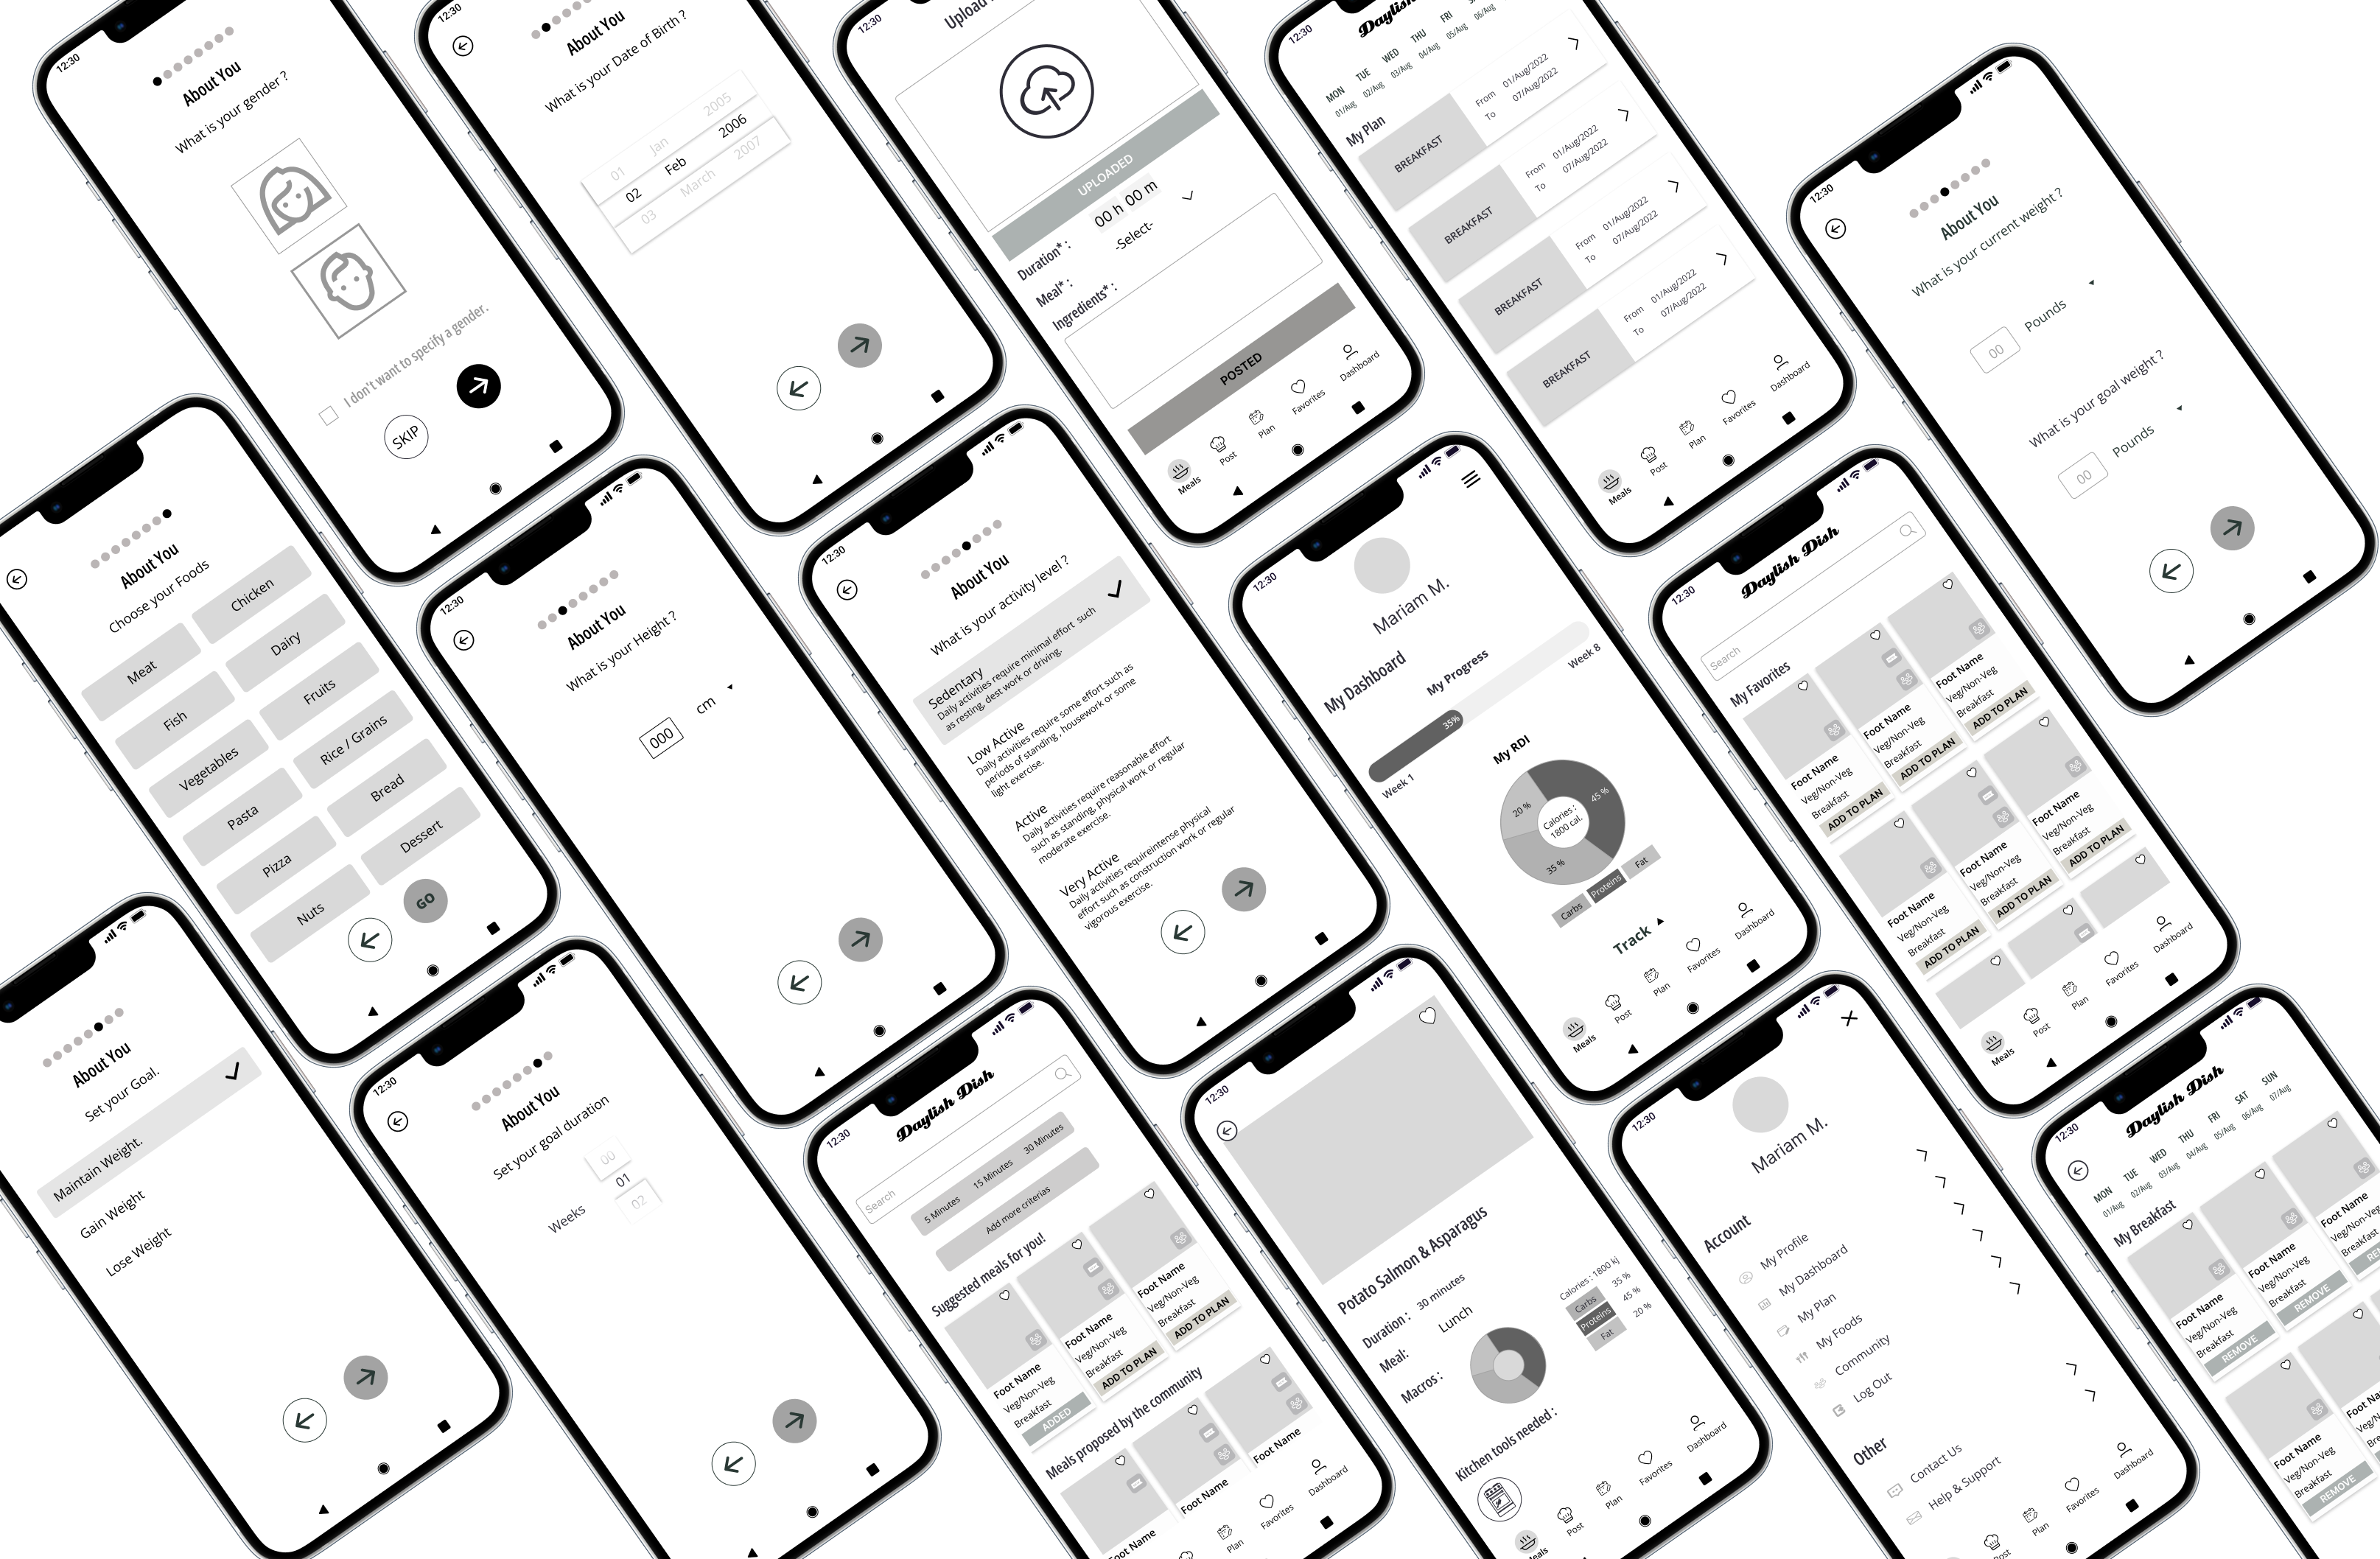 12:30
About You
What is your gender ?
I don't want to specify a gender.
SKIP
12:30
About You
What is your Date of Birth ?
01 Jan 2005
02 Feb 2006
03 March 2007
12:30
Upload
UPLOADED
Duration* : 00 h 00 m
Meal* : -Select-
Ingredients* :
POSTED
Meals Post Plan Favorites Dashboard
12:30
Daylish
MON TUE WED THU FRI
01/Aug 02/Aug 03/Aug 04/Aug 05/Aug 06/Aug
My Plan
BREAKFAST
From 01/Aug/2022
To 07/Aug/2022
BREAKFAST
From 01/Aug/2022
To 07/Aug/2022
BREAKFAST
From 01/Aug/2022
To 07/Aug/2022
BREAKFAST
From 01/Aug/2022
To 07/Aug/2022
Meals Post Plan Favorites Dashboard
12:30
About You
What is your current weight ?
00 Pounds
What is your goal weight ?
00 Pounds
About You
Choose your Foods
Meat Chicken
Fish Dairy
Vegetables Fruits
Pasta Rice / Grains
Pizza Bread
Nuts Dessert
GO
12:30
About You
What is your Height ?
000 cm
12:30
About You
What is your activity level ?
Sedentary
Daily activities require minimal effort such
as resting, dest work or driving.
Low Active
Daily activities require some effort such as
periods of standing , housework or some
light exercise.
Active
Daily activities require reasonable effort
such as standing, physical work or regular
moderate exercise.
Very Active
Daily activities requireintense physical
effort such as construction work or regular
vigorous exercise.
12:30
Mariam M.
My Dashboard
My Progress
35%
Week 1 Week 8
My RDI
20 % 45 %
Calories :
1800 cal.
35 %
Carbs Proteins Fat
Track
Meals Post Plan Favorites Dashboard
12:30
Daylish Dish
Search
My Favorites
Foot Name
Veg/Non-Veg
Breakfast
ADD TO PLAN
Foot Name
Veg/Non-Veg
Breakfast
ADD TO PLAN
Foot Name
Veg/Non-Veg
Breakfast
ADD TO PLAN
Foot Name
Veg/Non-Veg
Breakfast
ADD TO PLAN
Foot Name
Veg/Non-Veg
Breakfast
ADD TO PLAN
Foot Name
Veg/Non-Veg
Breakfast
ADD TO PLAN
Meals Post Plan Favorites Dashboard
About You
Set your Goal.
Maintain Weight.
Gain Weight
Lose Weight
12:30
About You
Set your goal duration
00
Weeks 01
02
12:30
Daylish Dish
Search
5 Minutes 15 Minutes 30 Minutes
Add more criterias
Suggested meals for you!
Foot Name
Veg/Non-Veg
Breakfast
ADDED
Foot Name
Veg/Non-Veg
Breakfast
ADD TO PLAN
Foot Name
Veg/Non-Veg
Breakfast
ADD TO PLAN
Meals proposed by the community
Foot Name
Foot Name
Foot Name
Plan Favorites Dashboard
12:30
Potato Salmon & Asparagus
Duration : 30 minutes
Meal: Lunch
Macros :
Calories : 1800 kj
Carbs 35 %
Proteins 45 %
Fat 20 %
Kitchen tools needed :
Meals Post Plan Favorites Dashboard
12:30
Mariam M.
Account
My Profile
My Dashboard
My Plan
My Foods
Community
Log Out
Other
Contact Us
Help & Support
Post Plan Favorites Dashboard
12:30
Daylish Dish
MON TUE WED THU FRI SAT SUN
01/Aug 02/Aug 03/Aug 04/Aug 05/Aug 06/Aug 07/Aug
My Breakfast
Foot Name
Veg/Non-Veg
Breakfast
REMOVE
Foot Name
Veg/Non-Veg
Breakfast
REMOVE
Foot Name
Veg/Non-Veg
Breakfast
Foot Name
Veg/Non-Veg
Breakfast
REMOVE